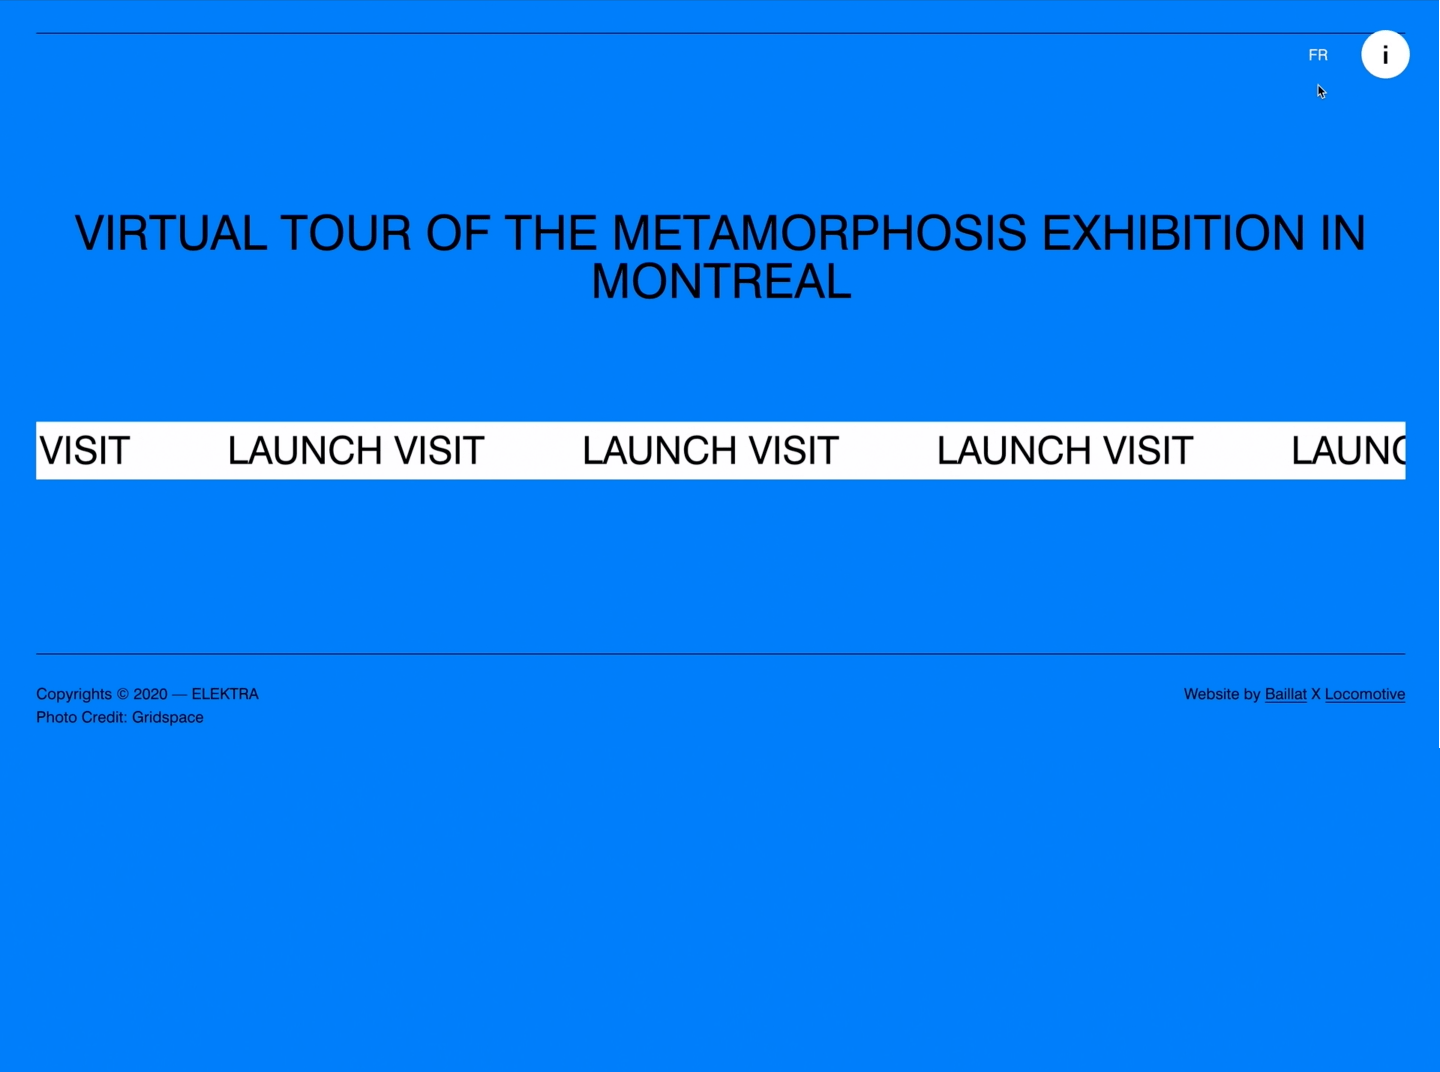 FR
i
VIRTUAL TOUR OF THE METAMORPHOSIS EXHIBITION IN
MONTREAL
VISIT LAUNCH VISIT LAUNCH VISIT LAUNCH VISIT LAUNC
Copyrights © 2020 — ELEKTRA
Photo Credit: Gridspace
Website by Baillat X Locomotive